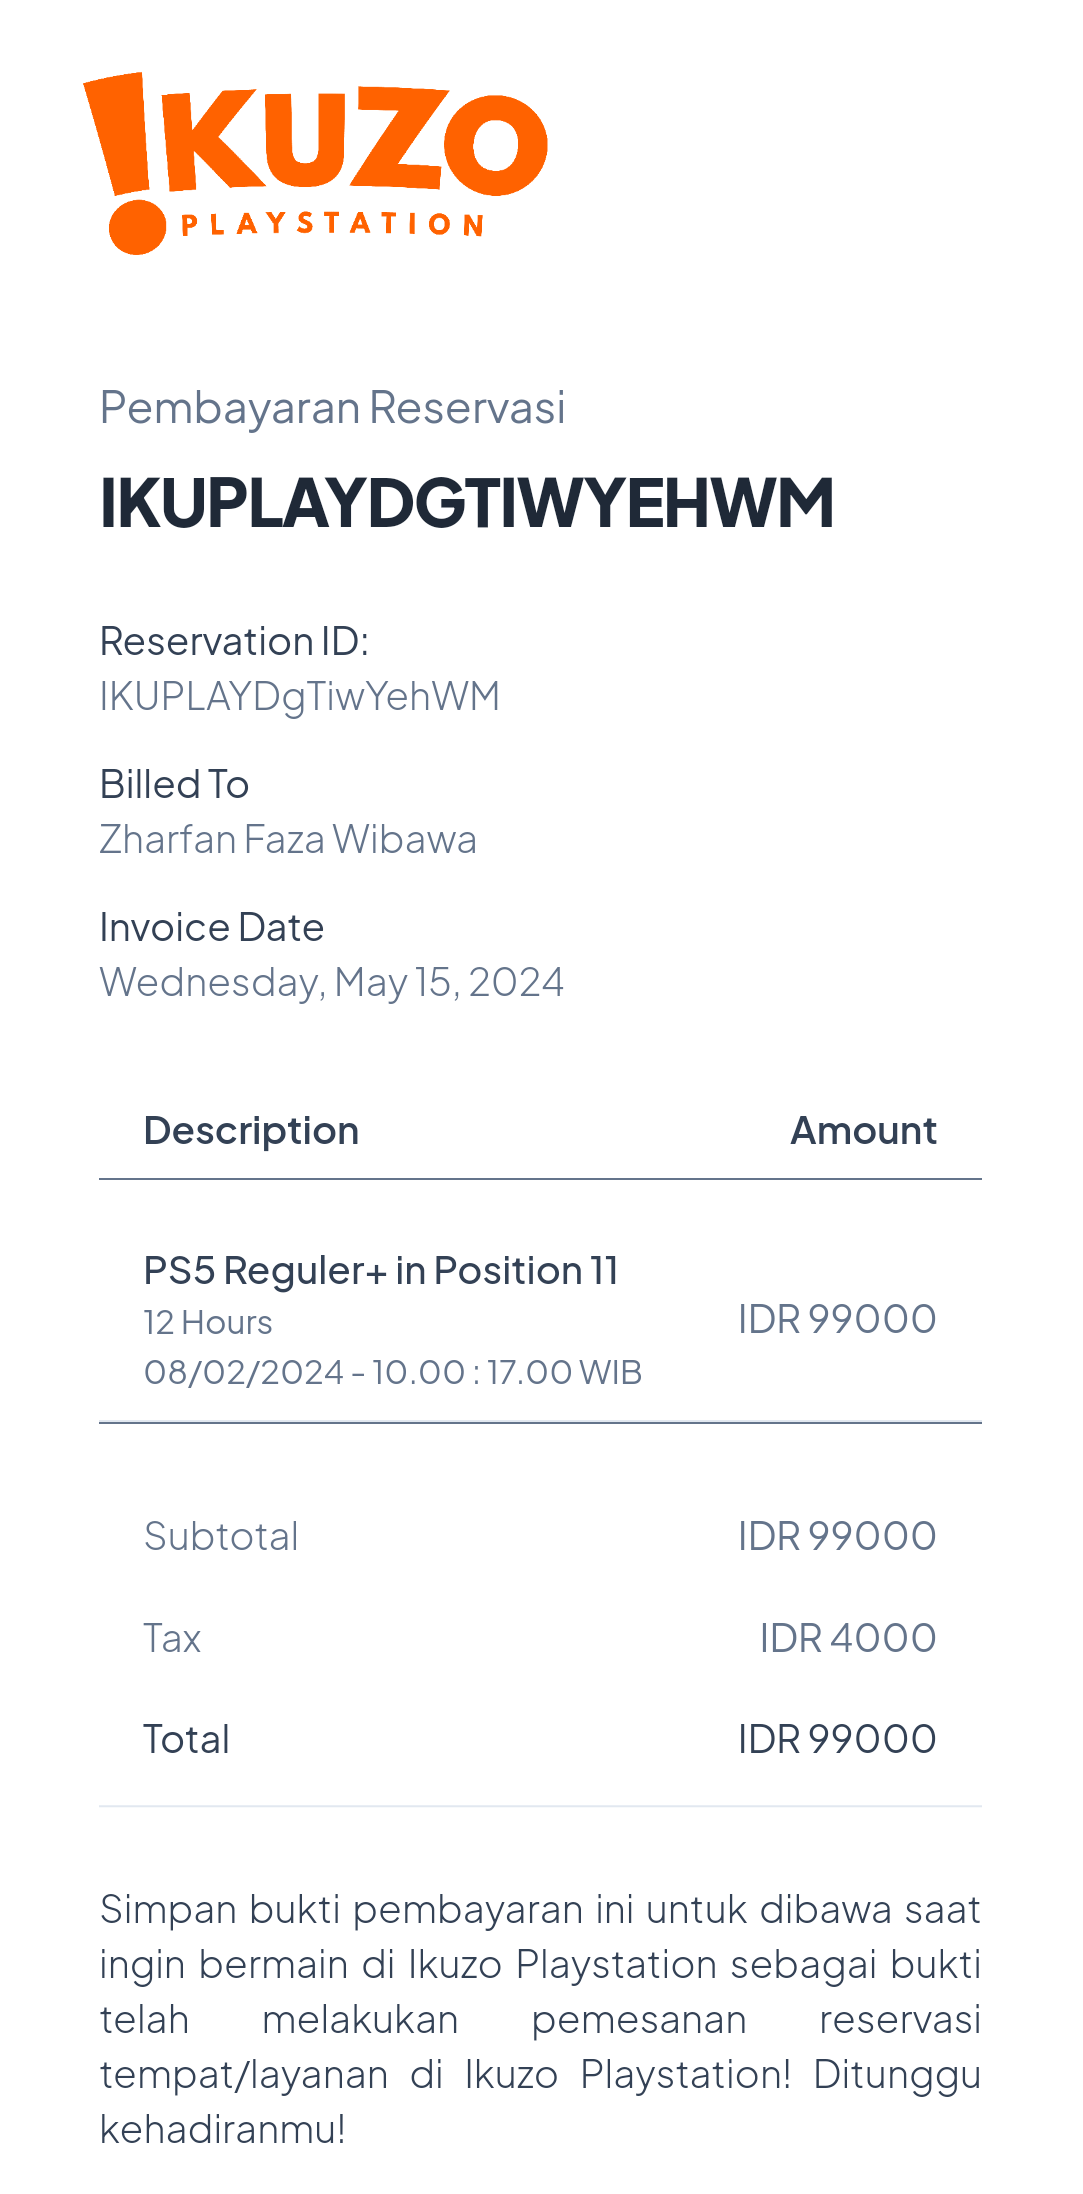 !KUZO
PLAYSTATION
Pembayaran Reservasi
IKUPLAYDGTIWYEHWM
Reservation ID:
IKUPLAYDgTiwYehWM
Billed To
Zharfan Faza Wibawa
Invoice Date
Wednesday, May 15, 2024
Description Amount
PS5 Reguler+ in Position 11
12 Hours
IDR 99000
08/02/2024 - 10.00 : 17.00 WIB
Subtotal IDR 99000
Tax IDR 4000
Total IDR 99000
Simpan bukti pembayaran ini untuk dibawa saat
ingin bermain di Ikuzo Playstation sebagai bukti
telah melakukan pemesanan reservasi
tempat/layanan di Ikuzo Playstation! Ditunggu
kehadiranmu!